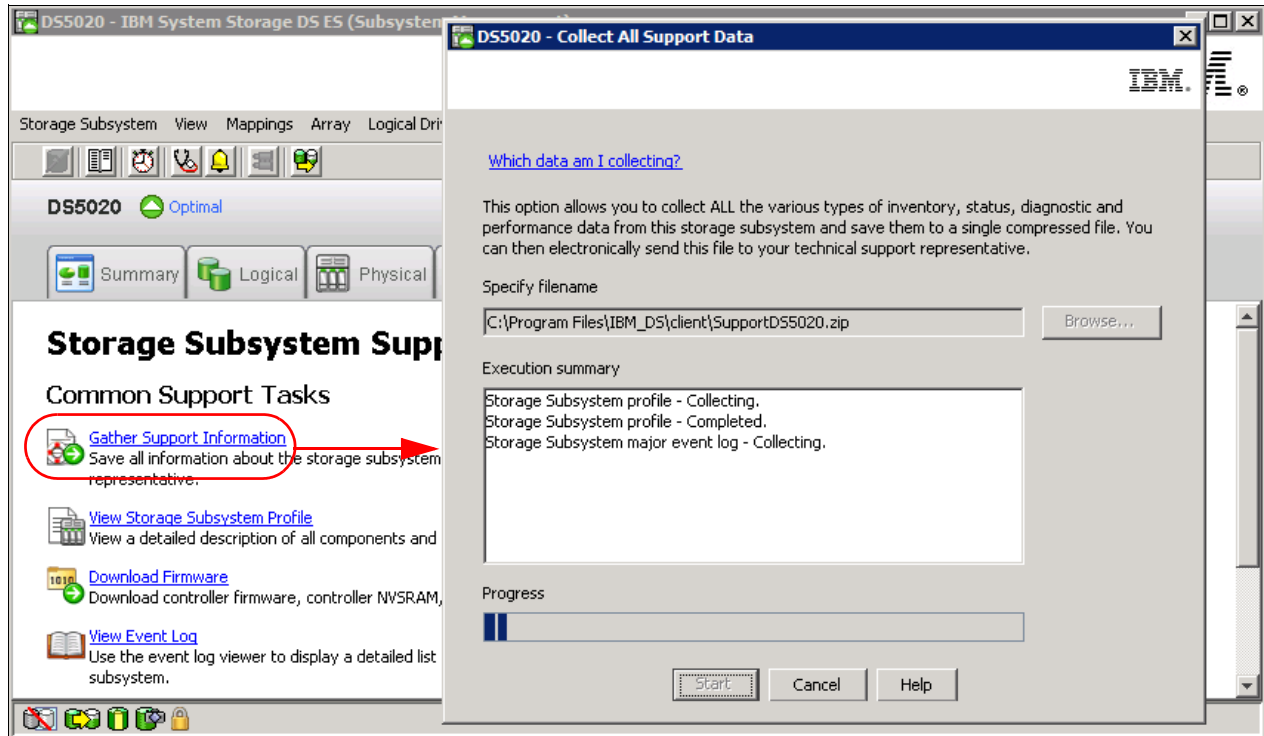 DS5020 - IBM System Storage DS ES (Subsystem
DS5020 - Collect All Support Data
IBM.
Storage Subsystem View Mappings Array Logical Dri
DS5020 Optimal
Summary Logical Physical
Storage Subsystem Supp
Common Support Tasks
Gather Support Information
Save all information about the storage subsystem
representative.
View Storage Subsystem Profile
View a detailed description of all components and
1010
Download Firmware
Download controller firmware, controller NVSRAM,
View Event Log
Use the event log viewer to display a detailed list
subsystem.
Which data am I collecting?
This option allows you to collect ALL the various types of inventory, status, diagnostic and
performance data from this storage subsystem and save them to a single compressed file. You
can then electronically send this file to your technical support representative.
Specify filename
C:\Program Files\IBM_DS\client\SupportDS5020.zip Browse...
Execution summary
Storage Subsystem profile - Collecting.
Storage Subsystem profile - Completed.
Storage Subsystem major event log - Collecting.
Progress
Start Cancel Help